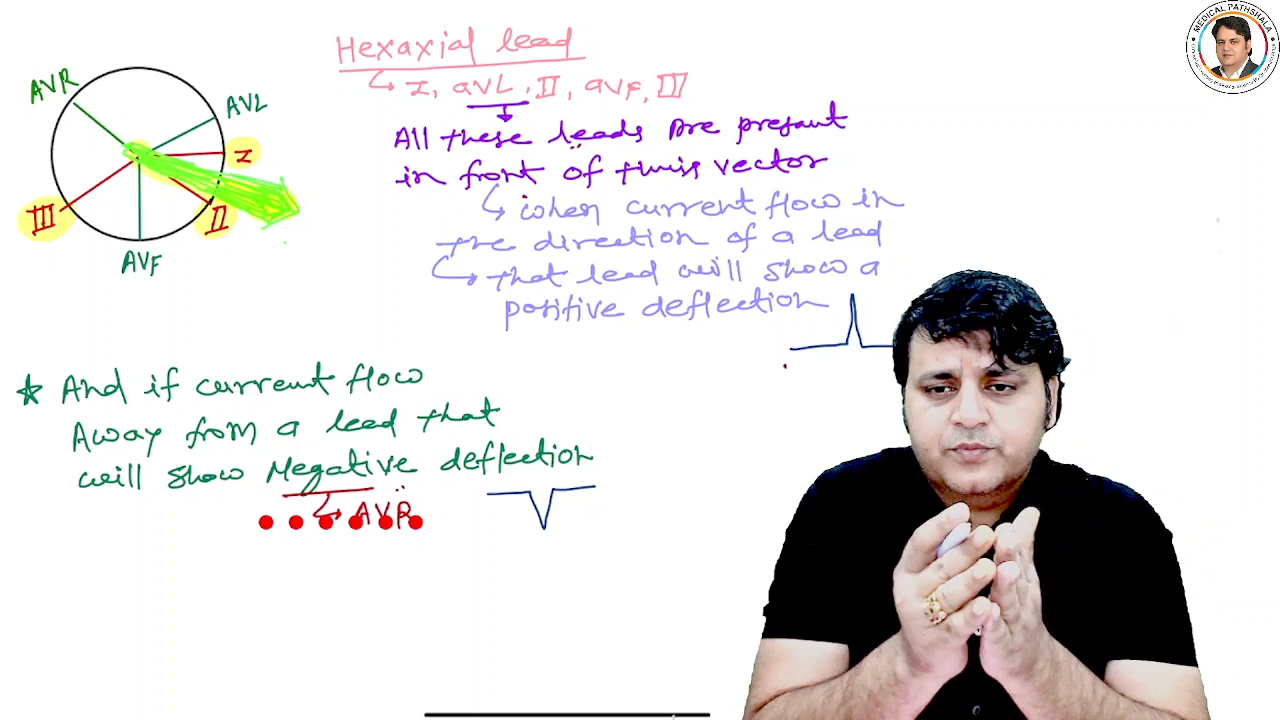 Hexaxial lead
I, aVL, II, aVF, III
All these leads are present
in front of this vector
when current flow in
the direction of a lead
that lead will show a
positive deflection
AVR
AVL
I
II
III
AVF
And if current flow
Away from a lead that
will show Negative deflection
AVR
MEDICAL PATHSHALA